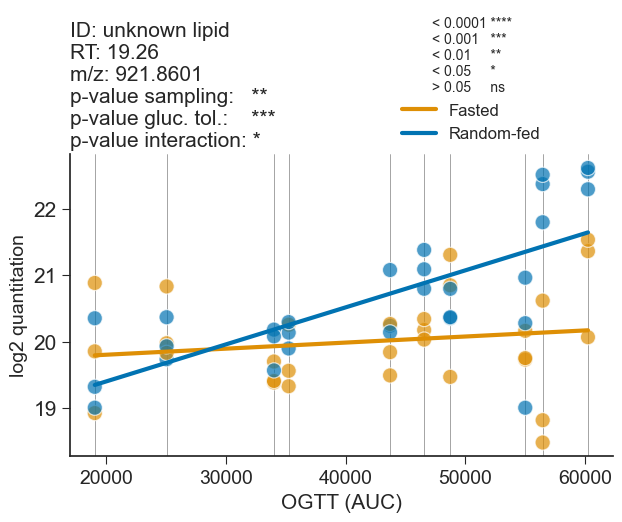 ID: unknown lipid
RT: 19.26
m/z: 921.8601
p-value sampling: **
p-value gluc. tol.: ***
p-value interaction: *
< 0.0001 ****
< 0.001 ***
< 0.01 **
< 0.05 *
> 0.05 ns
Fasted
Random-fed
log2 quantitation
22
21
20
19
20000 30000 40000 50000 60000
OGTT (AUC)